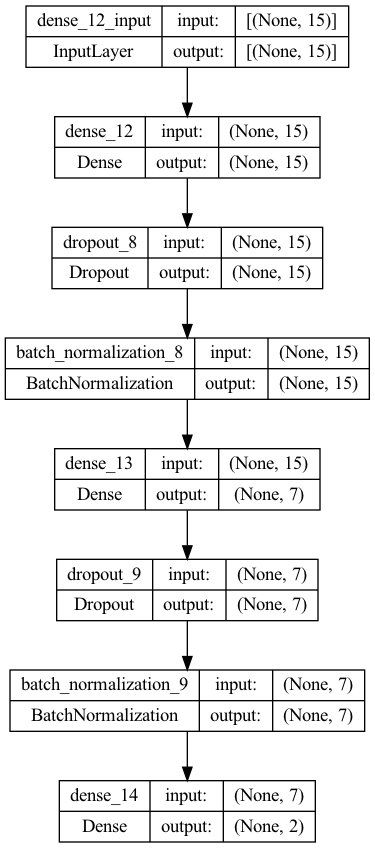 dense_12_input input: [(None, 15)]
InputLayer output: [(None, 15)]
dense_12 input: (None, 15)
Dense output: (None, 15)
dropout_8 input: (None, 15)
Dropout output: (None, 15)
batch_normalization_8 input: (None, 15)
BatchNormalization output: (None, 15)
dense_13 input: (None, 15)
Dense output: (None, 7)
dropout_9 input: (None, 7)
Dropout output: (None, 7)
batch_normalization_9 input: (None, 7)
BatchNormalization output: (None, 7)
dense_14 input: (None, 7)
Dense output: (None, 2)